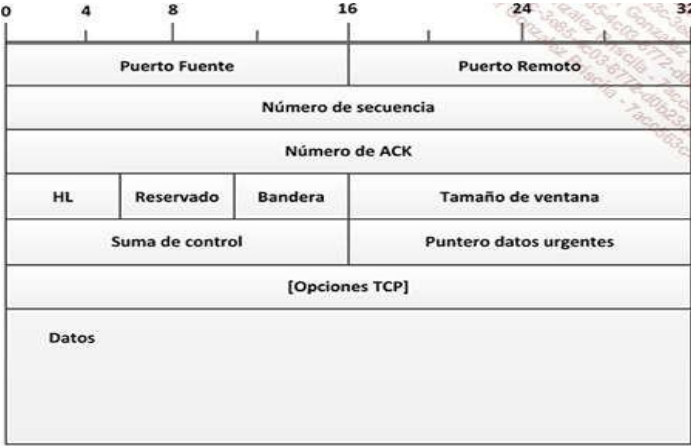 0 4 8 16 24 32
Puerto Fuente Puerto Remoto
Número de secuencia
Número de ACK
HL Reservado Bandera Tamaño de ventana
Suma de control Puntero datos urgentes
[Opciones TCP]
Datos